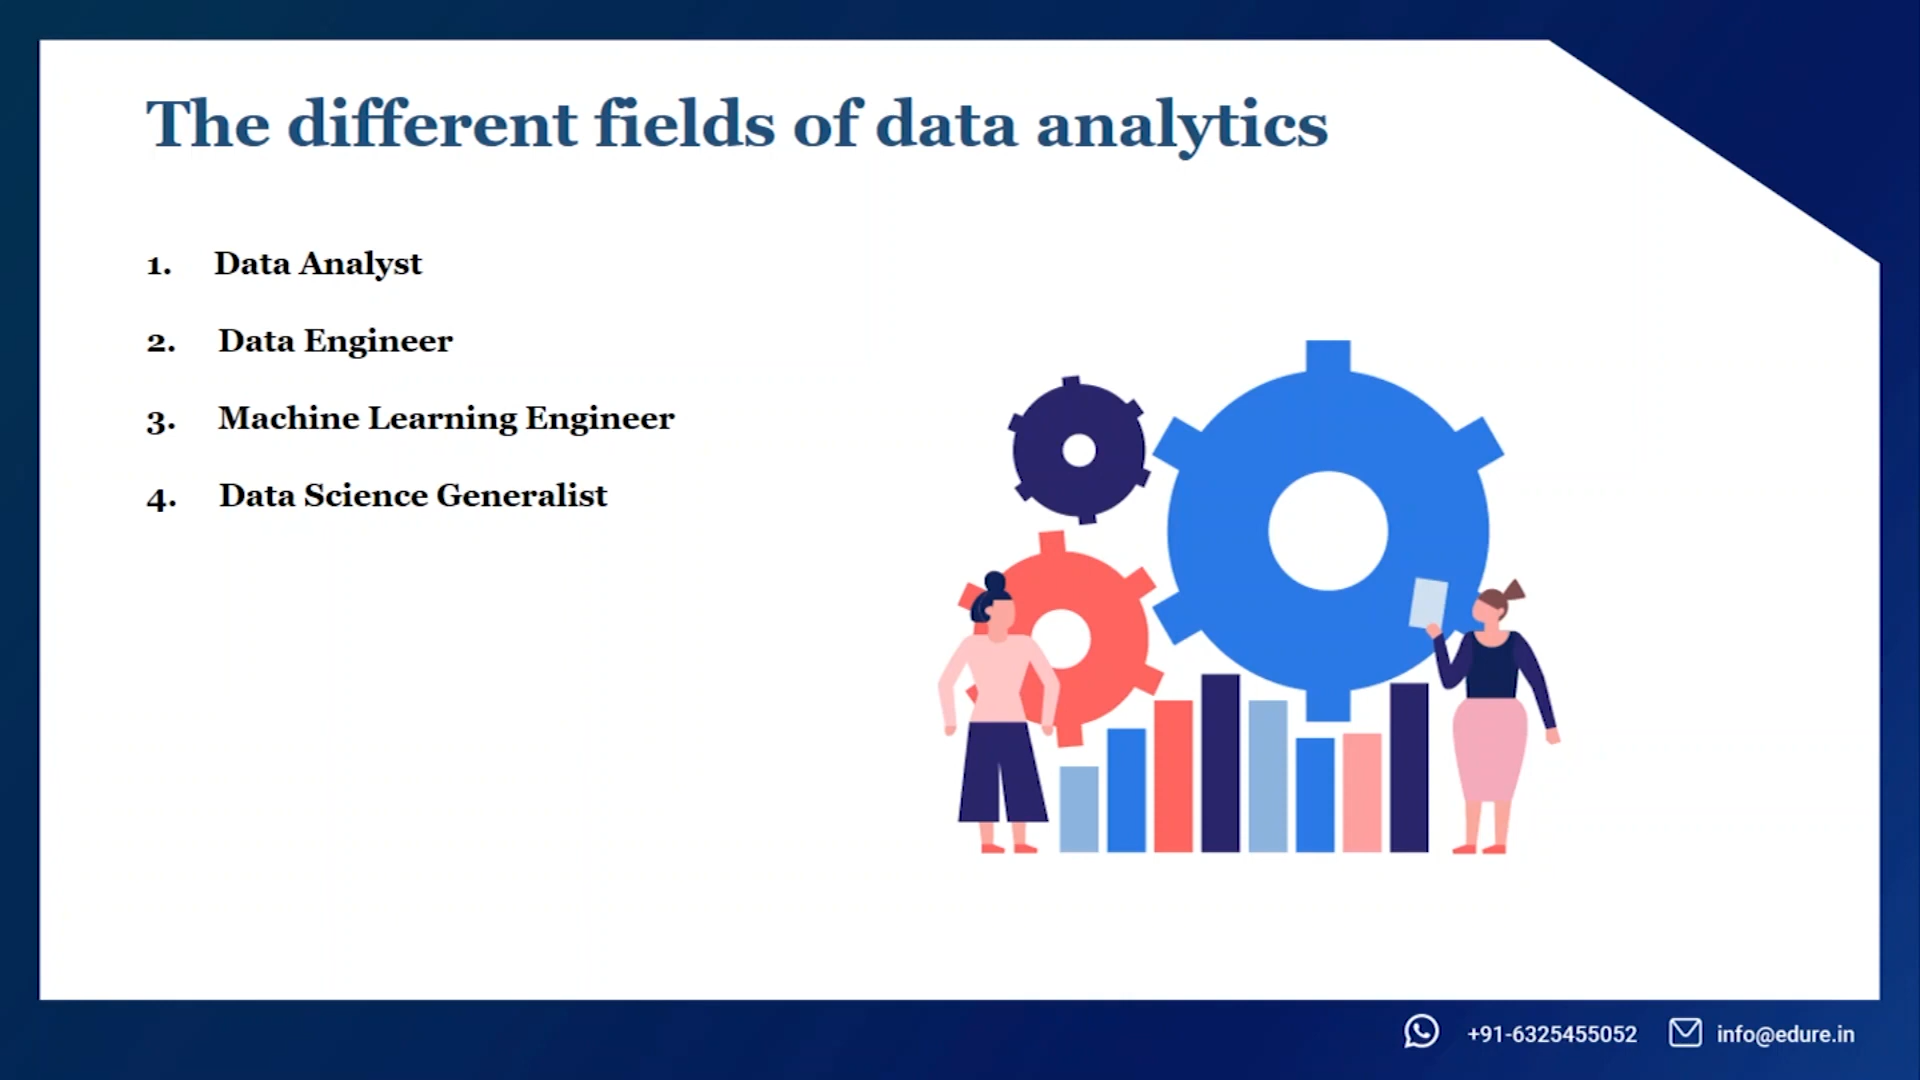 The different fields of data analytics
1. Data Analyst
2. Data Engineer
3. Machine Learning Engineer
4. Data Science Generalist
+91-6325455052 info@edure.in